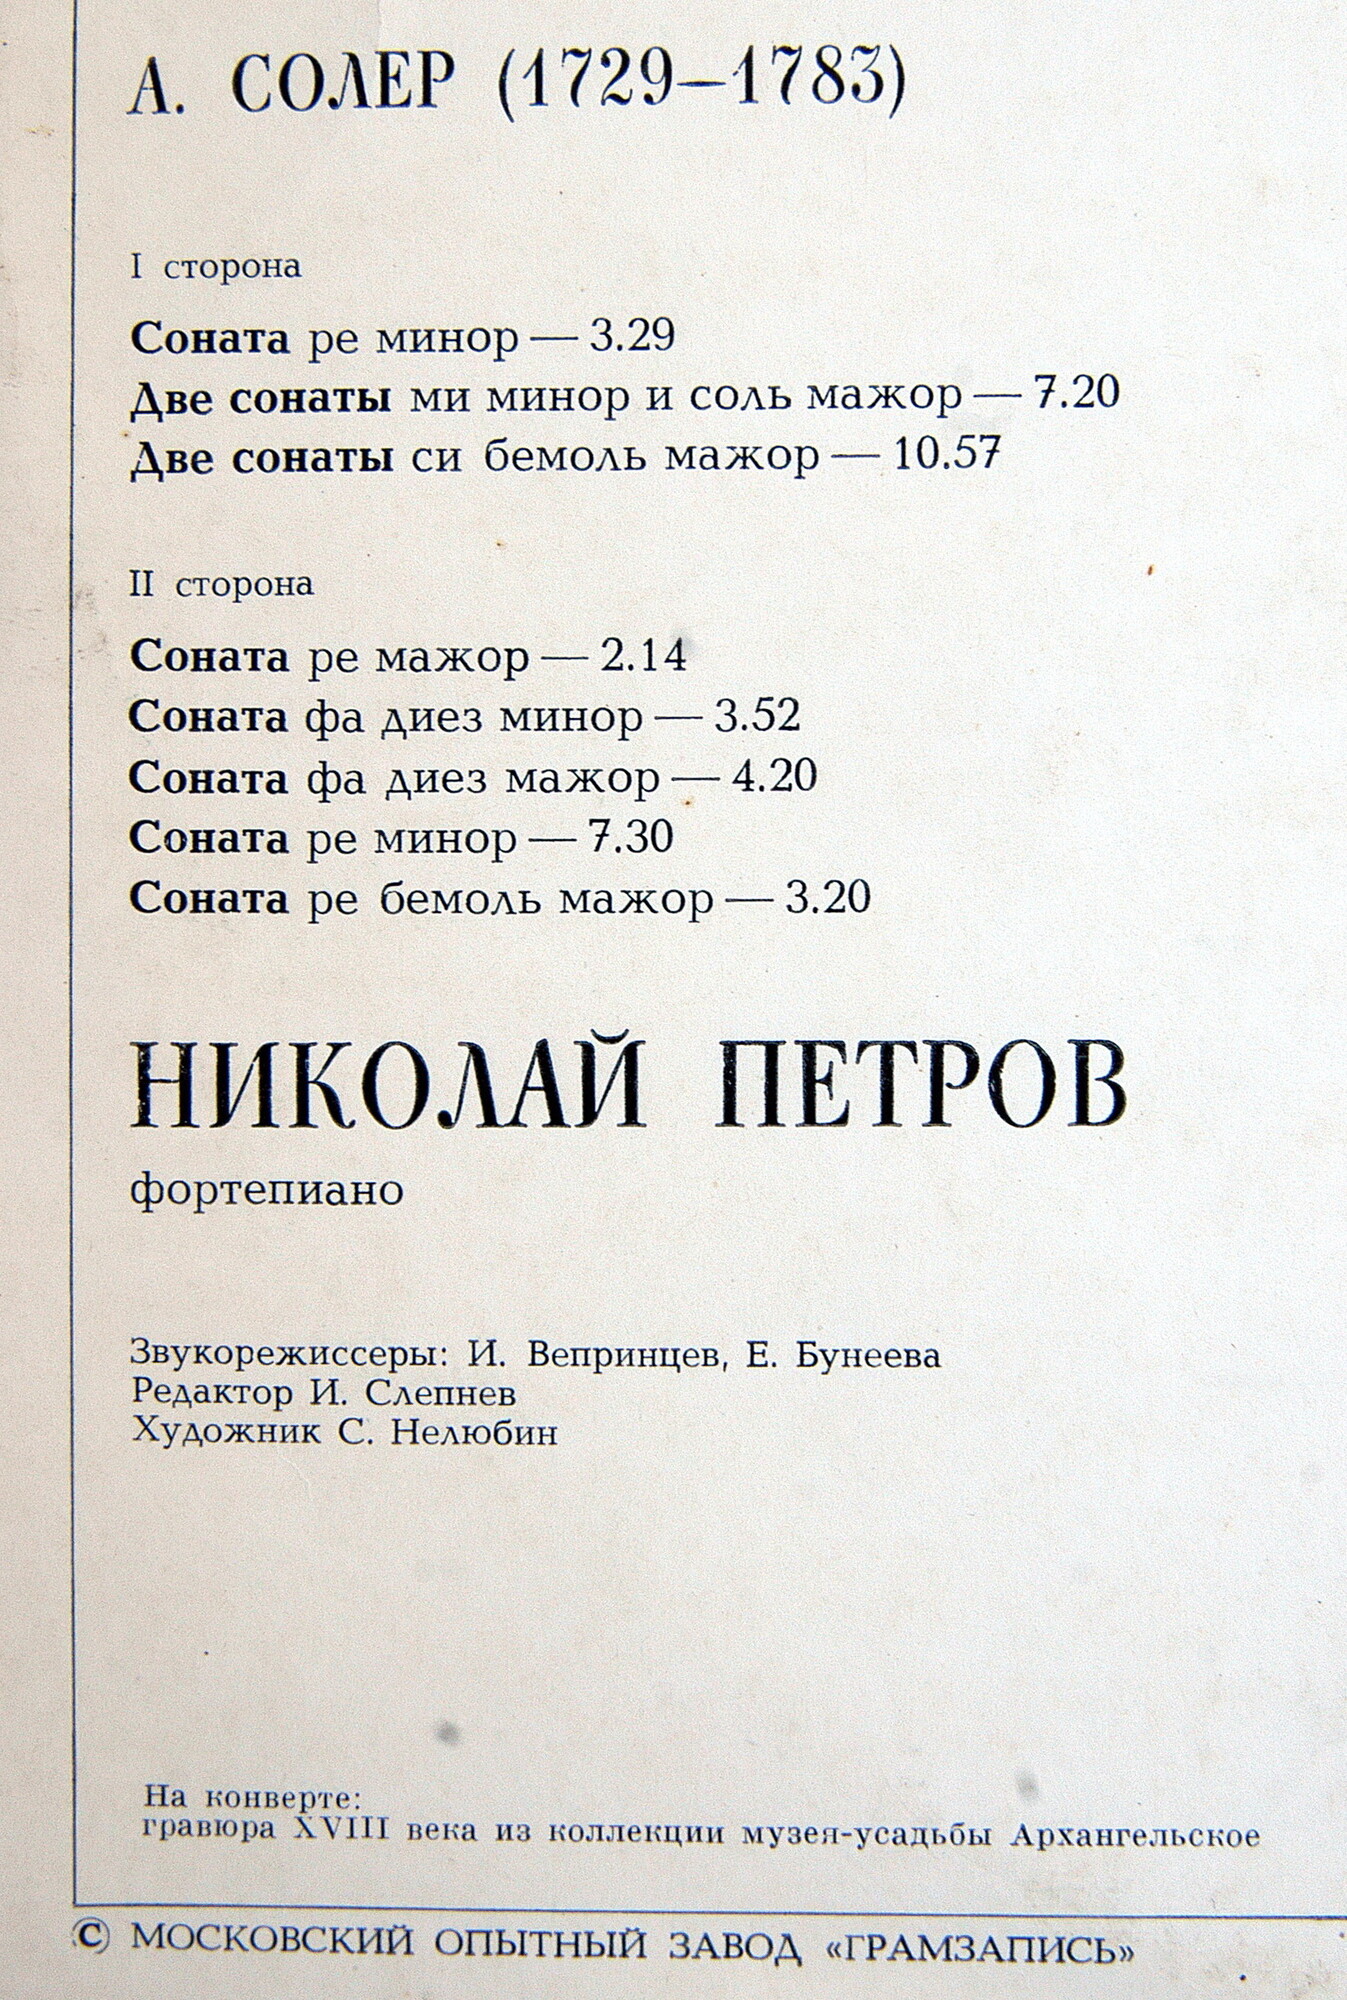 А. СОЛЕР (1729—1783)
I сторона
Соната ре минор — 3.29
Две сонаты ми минор и соль мажор — 7.20
Две сонаты си бемоль мажор — 10.57
II сторона
Соната ре мажор — 2.14
Соната фа диез минор — 3.52
Соната фа диез мажор — 4.20
Соната ре минор — 7.30
Соната ре бемоль мажор — 3.20
НИКОЛАЙ ПЕТРОВ
фортепиано
Звукорежиссеры: И. Вепринцев, Е. Бунеева
Редактор И. Слепнев
Художник С. Нелюбин
На конверте:
гравюра XVIII века из коллекции музея-усадьбы Архангельское
© МОСКОВСКИЙ ОПЫТНЫЙ ЗАВОД «ГРАМЗАПИСЬ»